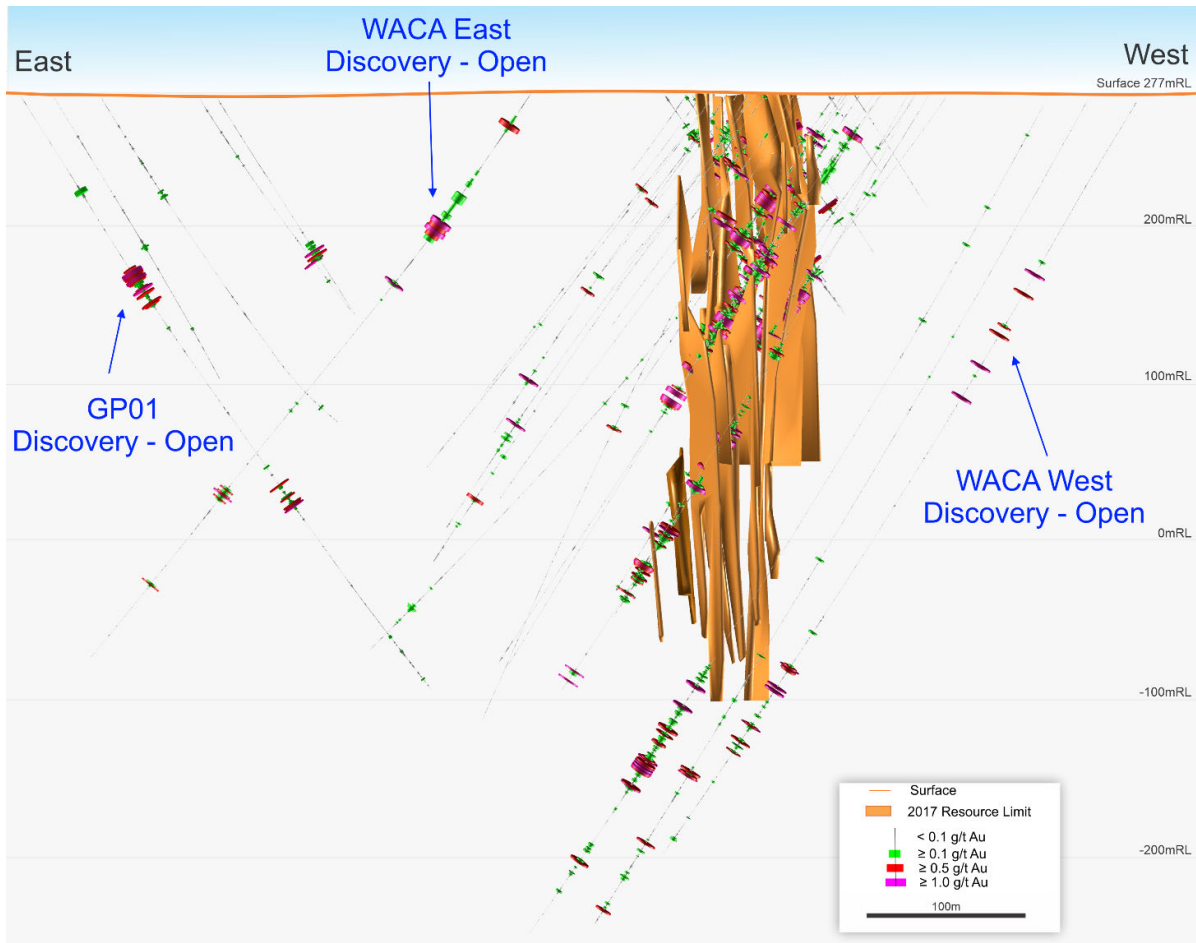 WACA East
Discovery - Open
East
West
Surface 277mRL
200mRL
100mRL
GP01
Discovery - Open
WACA West
Discovery - Open
0mRL
-100mRL
Surface
2017 Resource Limit
< 0.1 g/t Au
≥ 0.1 g/t Au
≥ 0.5 g/t Au
≥ 1.0 g/t Au
100m
-200mRL